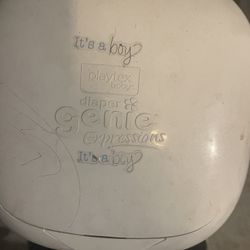 It's a boy
playtex
baby
diaper
genie
expressions
It's a boy